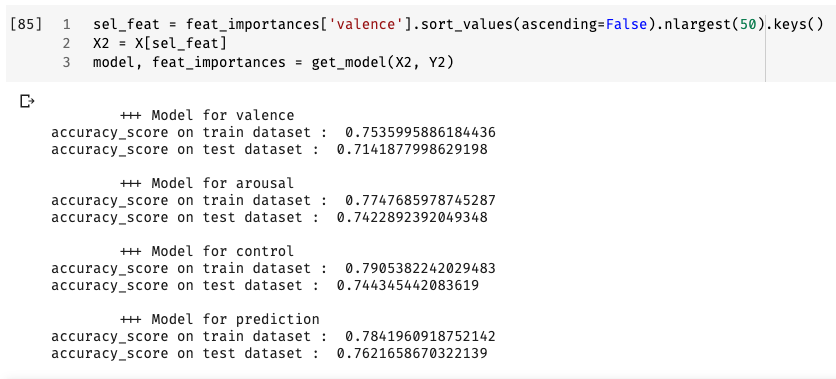 [85] 1 sel_feat = feat_importances['valence'].sort_values(ascending=False).nlargest(50).keys()
2 X2 = X[sel_feat]
3 model, feat_importances = get_model(X2, Y2)
+++ Model for valence
accuracy_score on train dataset : 0.7535995886184436
accuracy_score on test dataset : 0.7141877998629198
+++ Model for arousal
accuracy_score on train dataset : 0.7747685978745287
accuracy_score on test dataset : 0.7422892392049348
+++ Model for control
accuracy_score on train dataset : 0.7905382242029483
accuracy_score on test dataset : 0.744345442083619
+++ Model for prediction
accuracy_score on train dataset : 0.7841960918752142
accuracy_score on test dataset : 0.7621658670322139